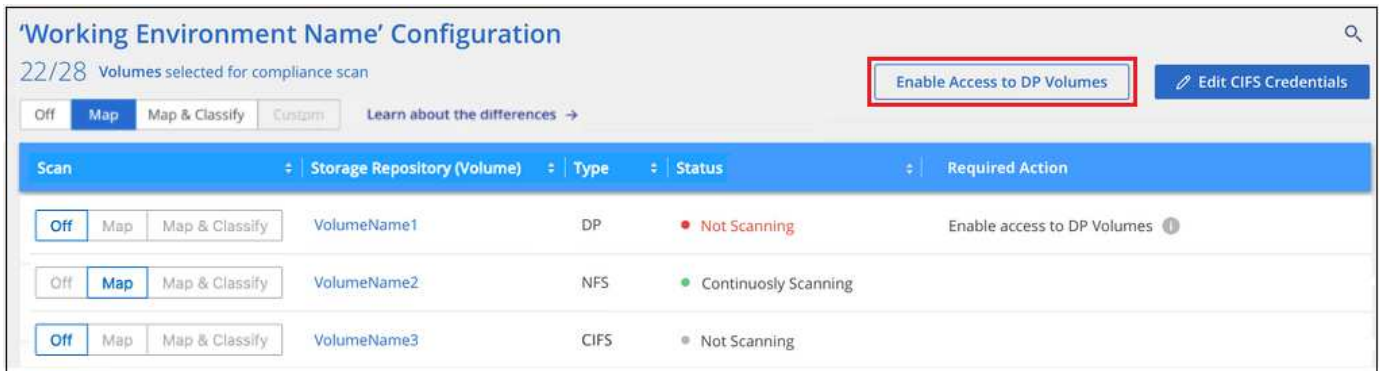 ‘Working Environment Name’ Configuration
22/28 Volumes selected for compliance scan
Enable Access to DP Volumes
Edit CIFS Credentials
Off Map Map & Classify Custom Learn about the differences →
Scan Storage Repository (Volume) Type Status Required Action
Off Map Map & Classify VolumeName1 DP Not Scanning Enable access to DP Volumes
Off Map Map & Classify VolumeName2 NFS Continuosly Scanning
Off Map Map & Classify VolumeName3 CIFS Not Scanning